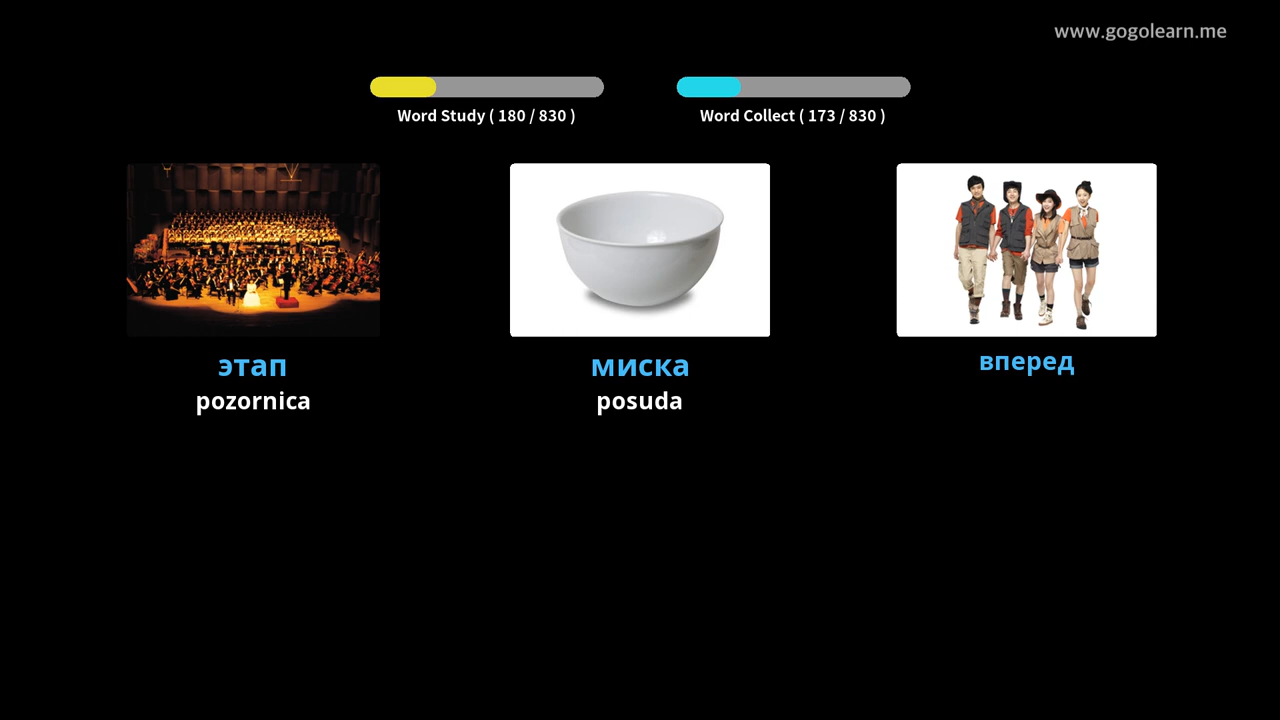 www.gogolearn.me
Word Study ( 180 / 830 )
Word Collect ( 173 / 830 )
этап
pozornica
миска
posuda
вперед